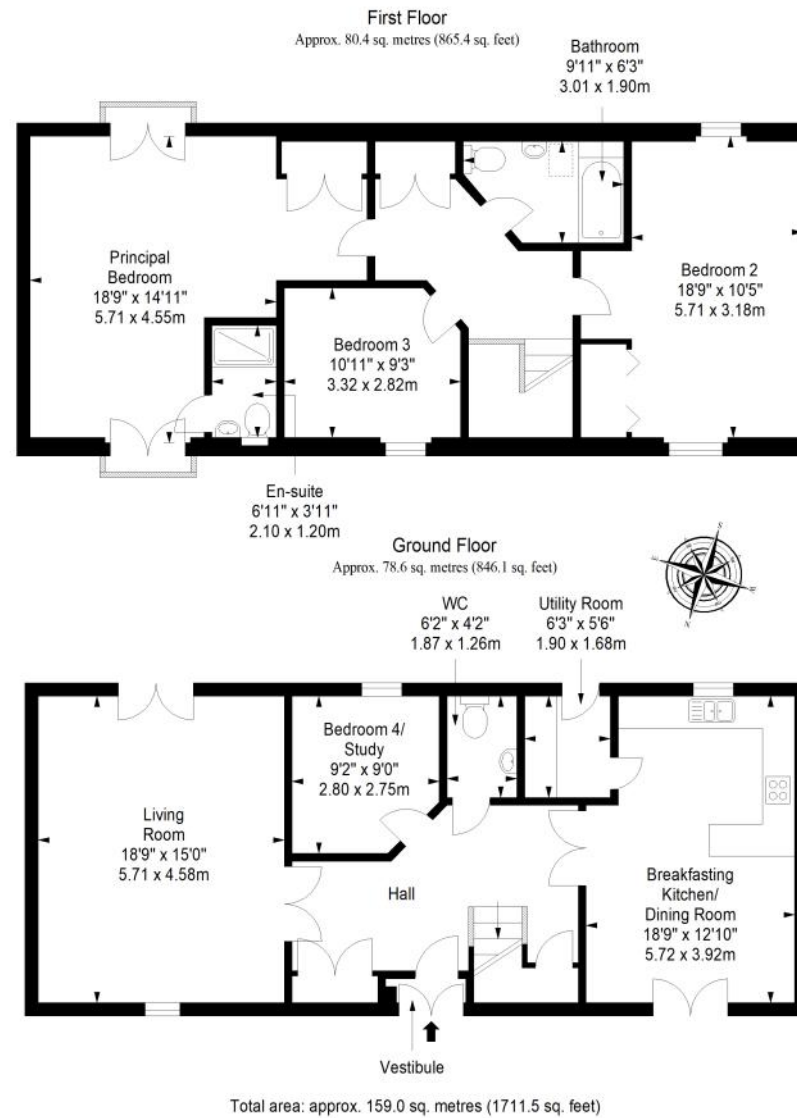 First Floor
Approx. 80.4 sq. metres (865.4 sq. feet)
Bathroom
9'11" x 6'3"
3.01 x 1.90m
Principal
Bedroom
18'9" x 14'11"
5.71 x 4.55m
Bedroom 2
18'9" x 10'5"
5.71 x 3.18m
Bedroom 3
10'11" x 9'3"
3.32 x 2.82m
En-suite
6'11" x 3'11"
2.10 x 1.20m
Ground Floor
Approx. 78.6 sq. metres (846.1 sq. feet)
S
E
W
N
WC
6'2" x 4'2"
1.87 x 1.26m
Utility Room
6'3" x 5'6"
1.90 x 1.68m
Bedroom 4/
Study
9'2" x 9'0"
2.80 x 2.75m
Living
Room
18'9" x 15'0"
5.71 x 4.58m
Hall
Breakfasting
Kitchen/
Dining Room
18'9" x 12'10"
5.72 x 3.92m
Vestibule
Total area: approx. 159.0 sq. metres (1711.5 sq. feet)